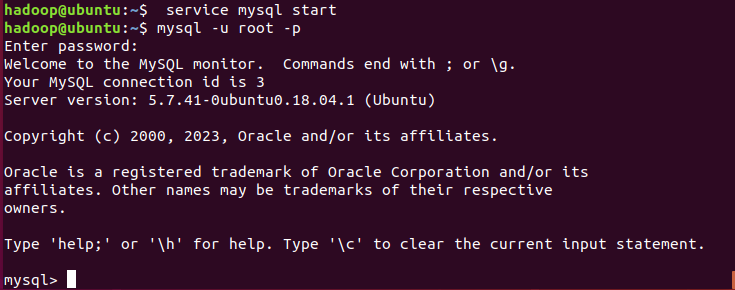 hadoop@ubuntu:~$  service mysql start
hadoop@ubuntu:~$ mysql -u root -p
Enter password:
Welcome to the MySQL monitor.  Commands end with ; or \g.
Your MySQL connection id is 3
Server version: 5.7.41-0ubuntu0.18.04.1 (Ubuntu)
Copyright (c) 2000, 2023, Oracle and/or its affiliates.
Oracle is a registered trademark of Oracle Corporation and/or its
affiliates. Other names may be trademarks of their respective
owners.
Type 'help;' or '\h' for help. Type '\c' to clear the current input statement.
mysql>